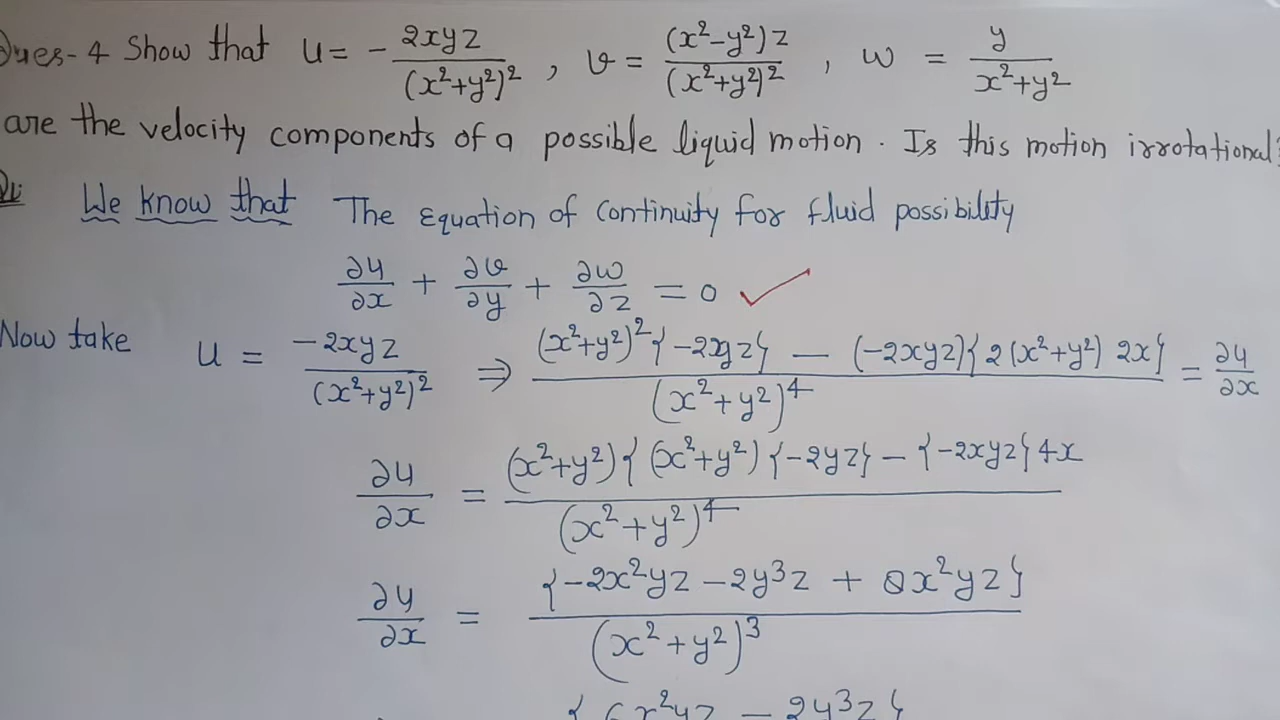 Ques-4 Show that u = - 2xyz/(x²+y²)², v = (x²-y²)z/(x²+y²)², w = y/x²+y²
are the velocity components of a possible liquid motion. Is this motion irrotational?
We know that The Equation of Continuity for fluid possibility
∂u/∂x + ∂v/∂y + ∂w/∂z = 0 ✓
Now take u = -2xyz/(x²+y²)² ⇒ (x²+y²)²{-2yz} - (-2xyz){2(x²+y²) 2x}/(x²+y²)⁴ = ∂u/∂x
∂u/∂x = (x²+y²){(x²+y²){-2yz} - {-2xyz}4x/(x²+y²)⁴
∂u/∂x = {-2x²yz - 2y³z + 8x²yz}/(x²+y²)³
{6x²yz - 2y³z}